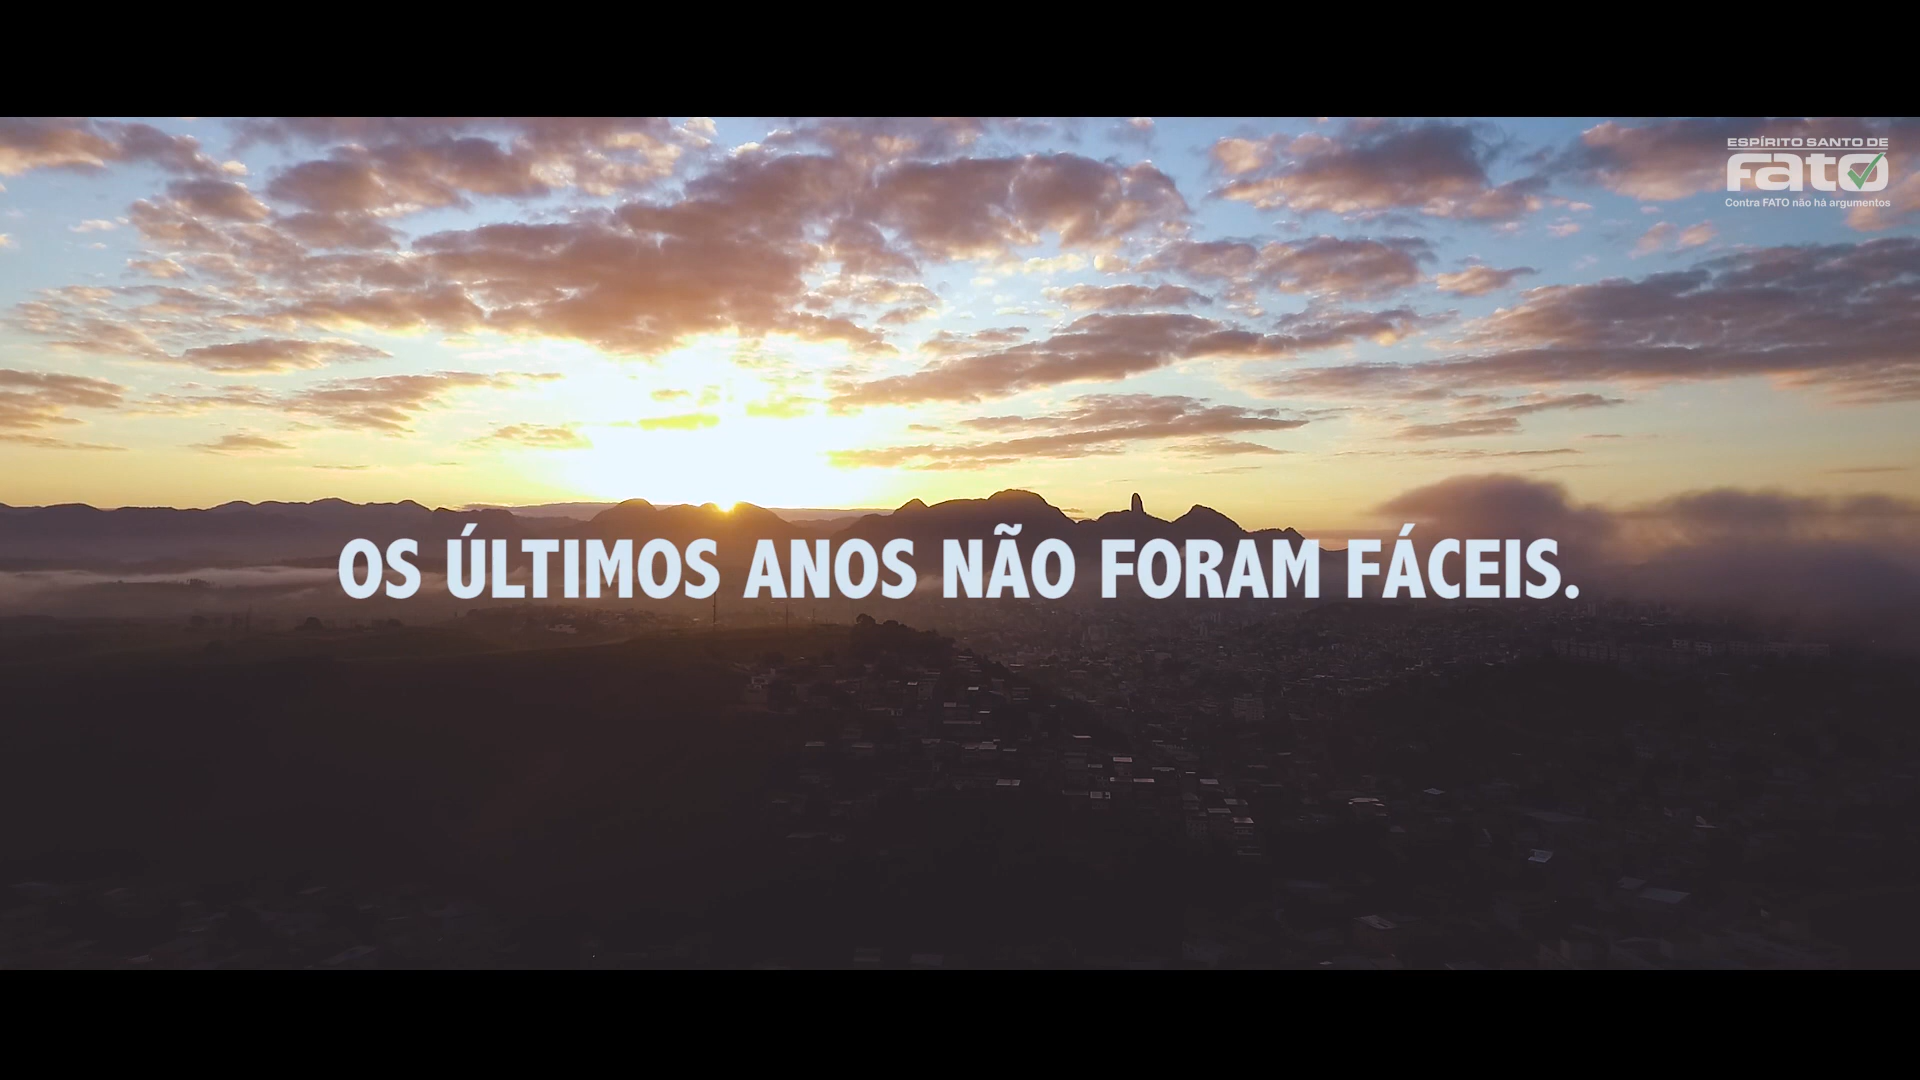 ESPÍRITO SANTO DE
FATO
Contra FATO não há argumentos
OS ÚLTIMOS ANOS NÃO FORAM FÁCEIS.